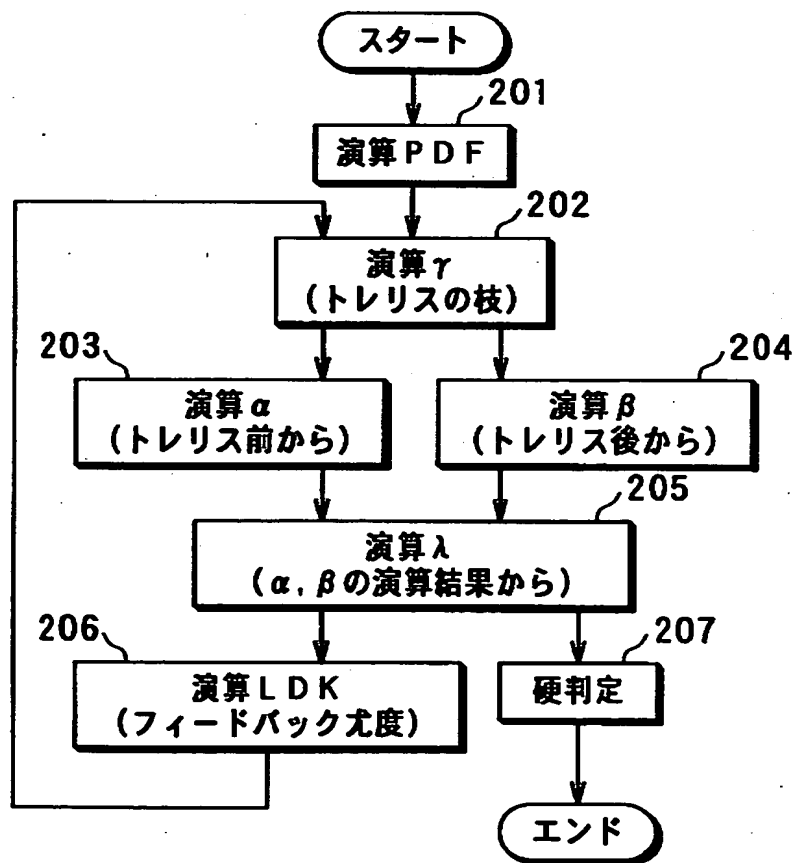 スタート
201
演算PDF
202
演算γ
(トレリスの枝)
203
204
演算α
(トレリス前から)
演算β
(トレリス後から)
205
演算λ
(α,βの演算結果から)
206
207
演算LDK
(フィードバック尤度)
硬判定
エンド